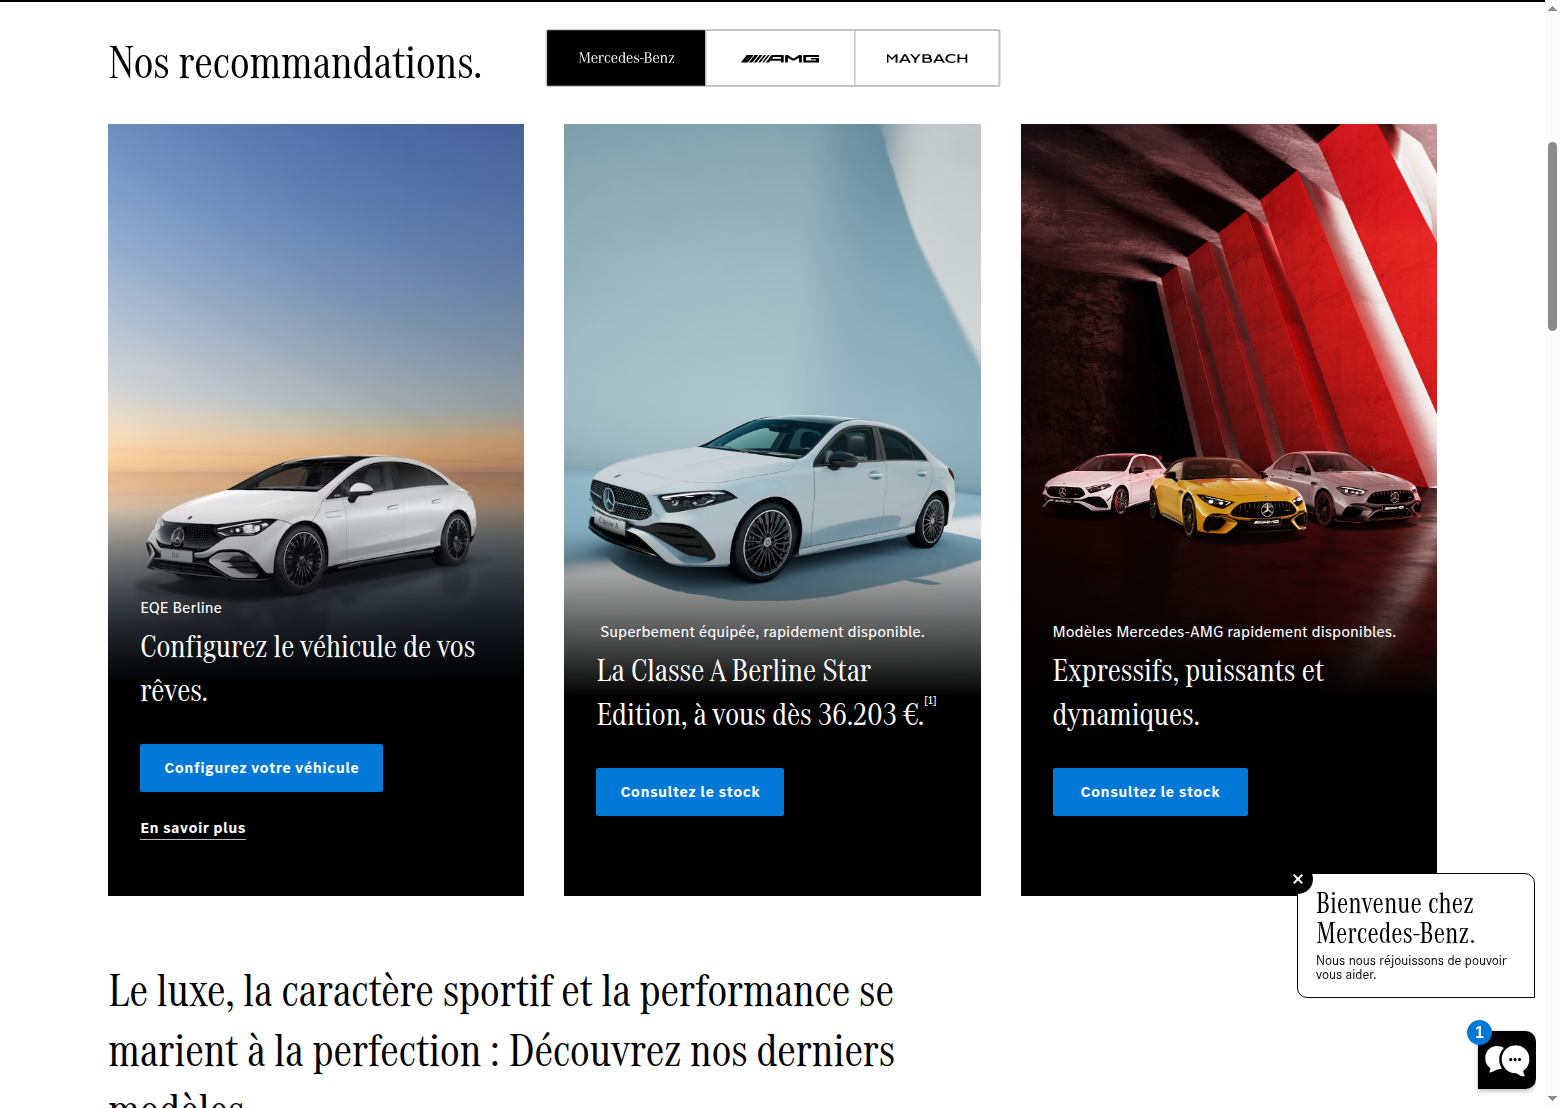 Nos recommandations.
Mercedes-Benz
AMG
MAYBACH
EQE Berline
Configurez le véhicule de vos
rêves.
Configurez votre véhicule
En savoir plus
Classe A
Superbement équipée, rapidement disponible.
La Classe A Berline Star
Edition, à vous dès 36.203 €.[1]
Consultez le stock
AMG
Modèles Mercedes-AMG rapidement disponibles.
Expressifs, puissants et
dynamiques.
Consultez le stock
Bienvenue chez
Mercedes-Benz.
Nous nous réjouissons de pouvoir
vous aider.
1
Le luxe, la caractère sportif et la performance se
marient à la perfection : Découvrez nos derniers
modèles